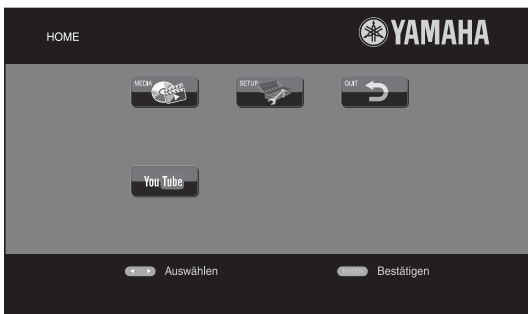 HOME
YAMAHA
MEDIA
SETUP
QUIT
You Tube
Auswählen
ENTER Bestätigen